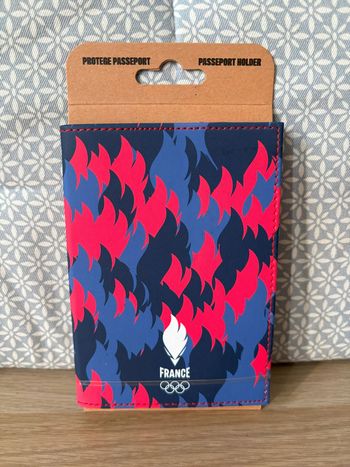 PROTEGE PASSEPORT
PASSEPORT HOLDER
FRANCE